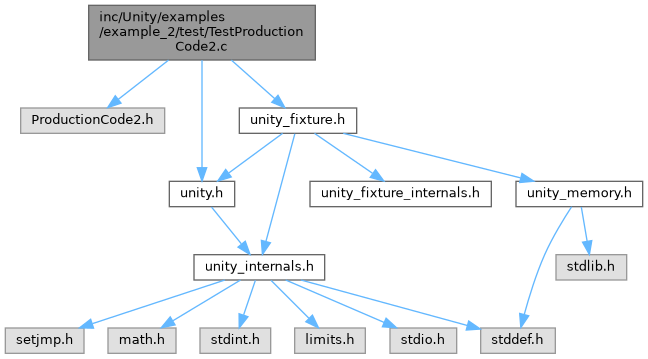 inc/Unity/examples
/example_2/test/TestProduction
Code2.c
ProductionCode2.h
unity_fixture.h
unity.h
unity_fixture_internals.h
unity_memory.h
unity_internals.h
stdlib.h
setjmp.h
math.h
stdint.h
limits.h
stdio.h
stddef.h